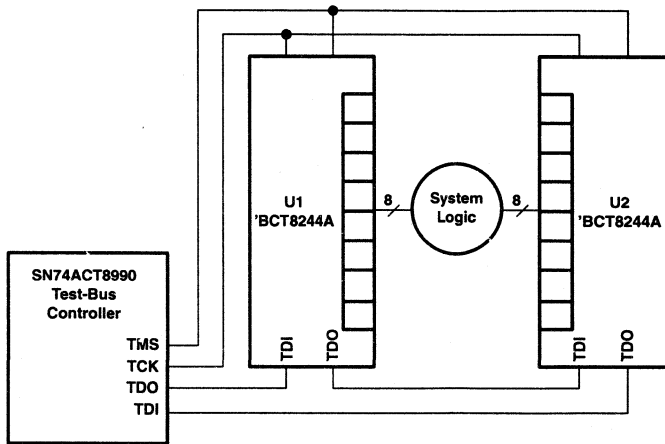 U1
'BCT8244A
8
System
Logic
8
U2
'BCT8244A
SN74ACT8990
Test-Bus
Controller
TMS
TCK
TDO
TDI
TDI
TDO
TDI
TDO